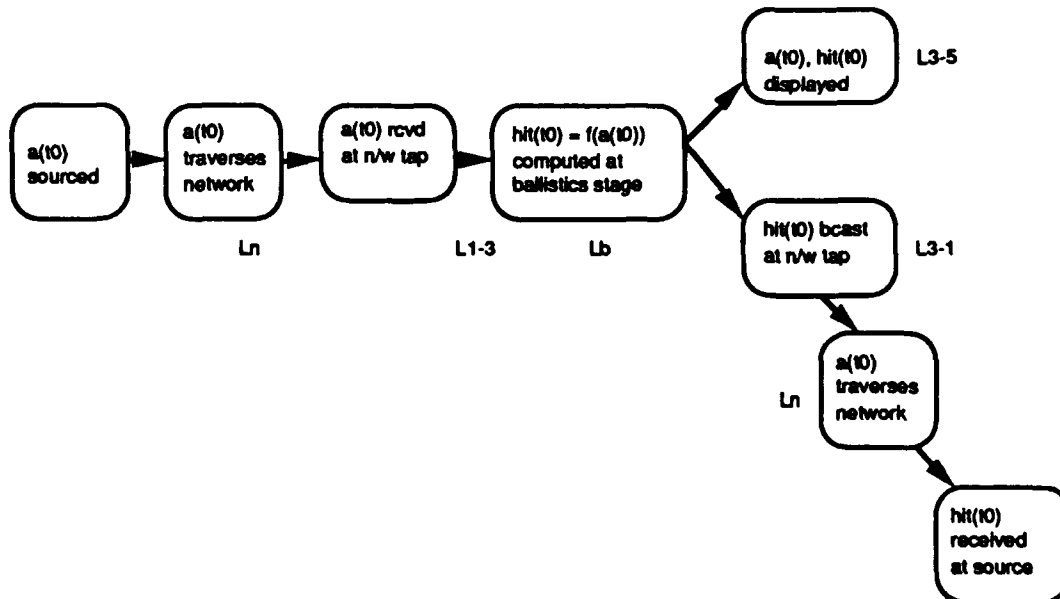 a(t0)
sourced
a(t0)
traverses
network
Ln
a(t0) rcvd
at n/w tap
L1-3
hit(t0) = f(a(t0))
computed at
ballistics stage
Lb
a(t0), hit(t0)
displayed
L3-5
hit(t0) bcast
at n/w tap
L3-1
a(t0)
traverses
network
Ln
hit(t0)
received
at source